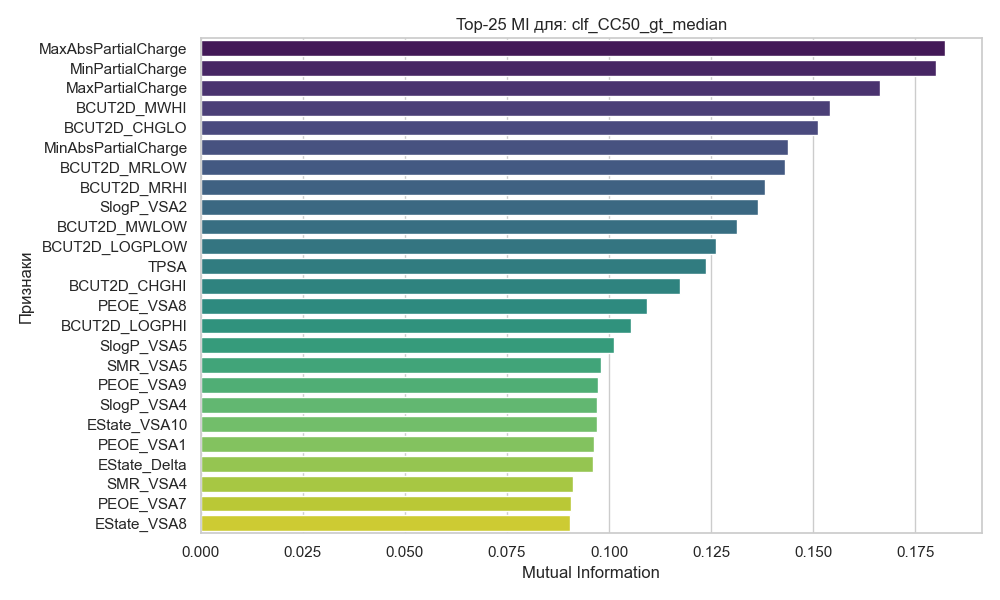 Top-25 MI для: clf_CC50_gt_median
Признаки
MaxAbsPartialCharge
MinPartialCharge
MaxPartialCharge
BCUT2D_MWHI
BCUT2D_CHGLO
MinAbsPartialCharge
BCUT2D_MRLOW
BCUT2D_MRHI
SlogP_VSA2
BCUT2D_MWLOW
BCUT2D_LOGPLOW
TPSA
BCUT2D_CHGHI
PEOE_VSA8
BCUT2D_LOGPHI
SlogP_VSA5
SMR_VSA5
PEOE_VSA9
SlogP_VSA4
EState_VSA10
PEOE_VSA1
EState_Delta
SMR_VSA4
PEOE_VSA7
EState_VSA8
0.000 0.025 0.050 0.075 0.100 0.125 0.150 0.175
Mutual Information